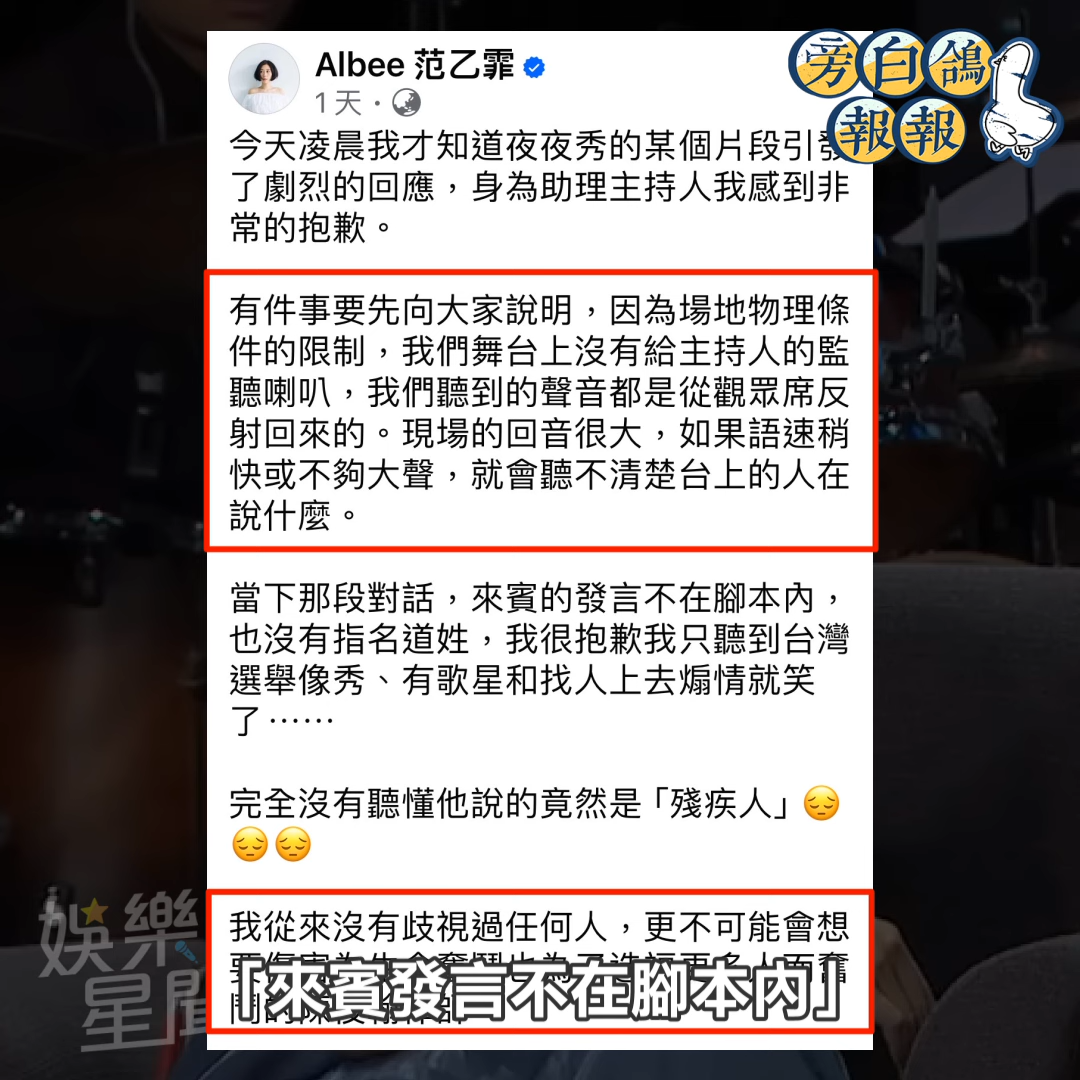 Albee 范乙霏
1天
旁白鴿
報報
今天凌晨我才知道夜夜秀的某個片段引發
了劇烈的回應，身為助理主持人我感到非
常的抱歉。
有件事要先向大家說明，因為場地物理條
件的限制，我們舞台上沒有給主持人的監
聽喇叭，我們聽到的聲音都是從觀眾席反
射回來的。現場的回音很大，如果語速稍
快或不夠大聲，就會聽不清楚台上的人在
說什麼。
當下那段對話，來賓的發言不在腳本內，
也沒有指名道姓，我很抱歉我只聽到台灣
選舉像秀、有歌星和找人上去煽情就笑
了⋯⋯
完全沒有聽懂他說的竟然是「殘疾人」😔
😔😔
我從來沒有歧視過任何人，更不可能會想
「來賓發言不在腳本內」
娛樂
星聞